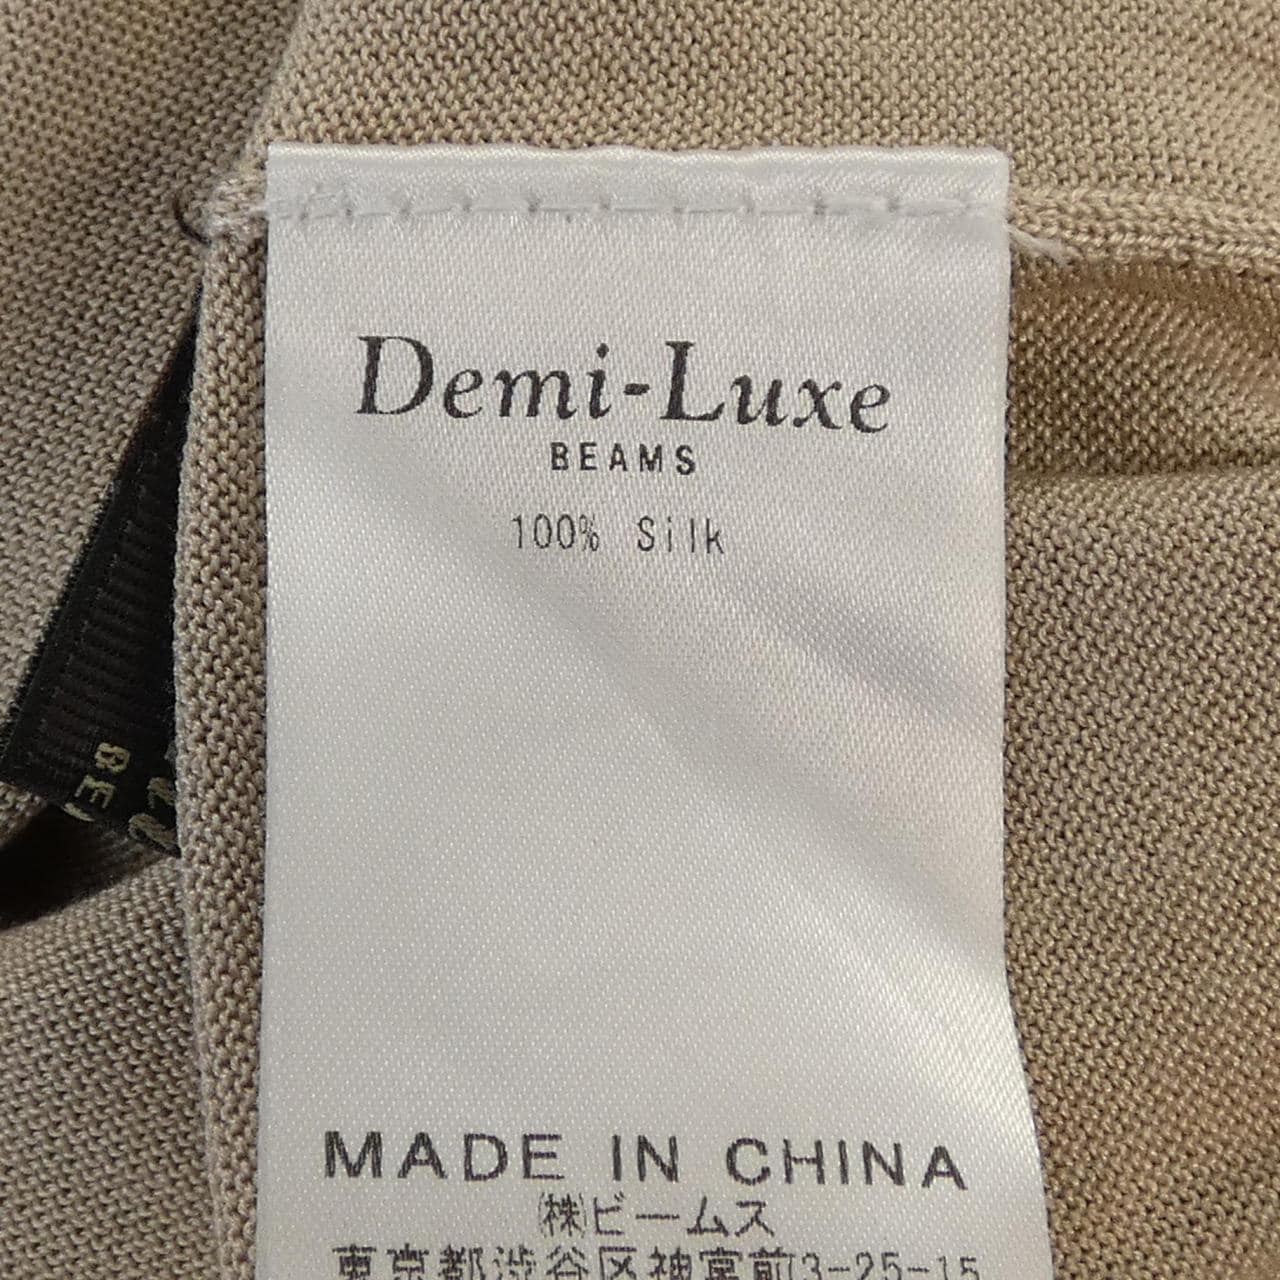 Demi-Luxe
BEAMS
100% Silk
MADE IN CHINA
㈱ビームス
東京都渋谷区神宮前3-25-15